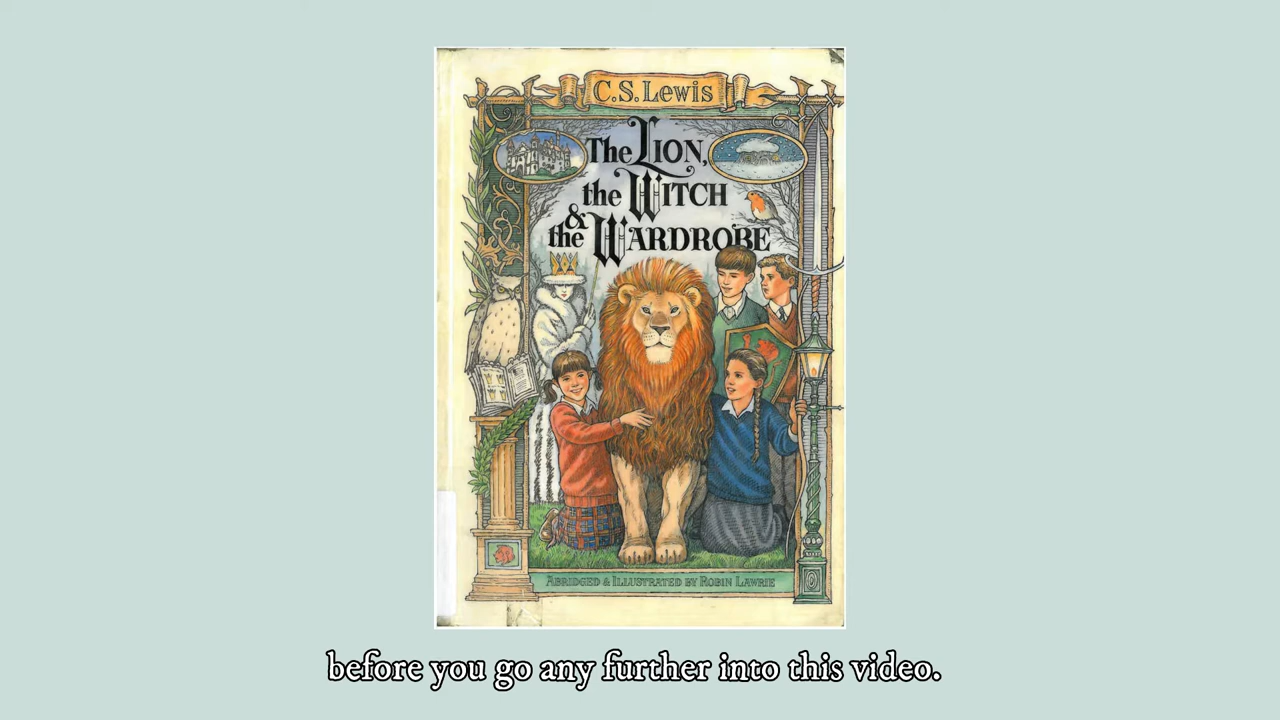 C.S. Lewis
The Lion,
the Witch
&
the Wardrobe
Abridged & Illustrated by Robin Lawrie
before you go any further into this video.